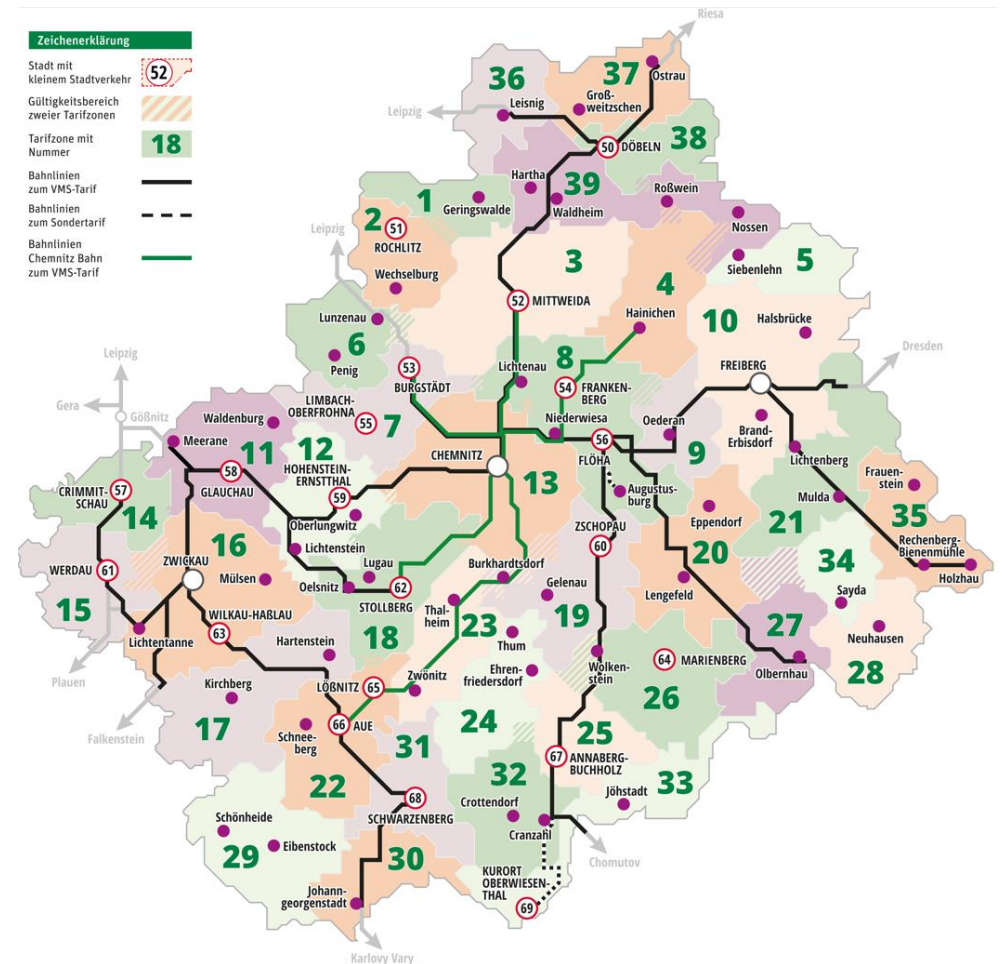 Zeichenerklärung
Stadt mit
kleinem Stadtverkehr
52
Gültigkeitsbereich
zweier Tarifzonen
Tarifzone mit
Nummer
18
Bahnlinien
zum VMS-Tarif
Bahnlinien
zum Sondertarif
Bahnlinien
Chemnitz Bahn
zum VMS-Tarif
Riesa
37
Ostrau
36
Groß-
weitzschen
Leisnig
Leipzig
38
50 DÖBELN
Hartha
39
Roßwein
1
Geringswalde
Waldheim
2
51
ROCHLITZ
Nossen
Leipzig
3
5
Siebenlehn
Wechselburg
4
52 MITTWEIDA
10
Lunzenau
Hainichen
Halsbrücke
6
8
Dresden
Penig
53
BURGSTÄDT
Lichtenau
FREIBERG
Leipzig
54
FRANKEN-
BERG
LIMBACH-
OBERFROHNA
55
7
Gera
Gößnitz
Waldenburg
Niederwiesa
Oederan
Brand-
Erbisdorf
Meerane
11
12
CHEMNITZ
56
FLÖHA
9
Lichtenberg
58
GLAUCHAU
HOHENSTEIN-
ERNSTTHAL
59
13
Frauen-
stein
CRIMMIT-
SCHAU
57
14
Augustus-
burg
Mulda
Oberlungwitz
Eppendorf
21
35
16
ZSCHOPAU
60
20
Rechenberg-
Bienenmühle
Holzhau
Lichtenstein
34
WERDAU
61
ZWICKAU
Mülsen
Lugau
Burkhardtsdorf
Oelsnitz
62
STOLLBERG
Gelenau
Lengefeld
Sayda
15
Thal-
heim
23
19
27
WILKAU-HAßLAU
63
18
Neuhausen
Lichtentanne
Hartenstein
Thum
Wolken-
stein
64 MARIENBERG
28
Plauen
Ehren-
friedersdorf
26
Olbernhau
Kirchberg
LÖßNITZ
65
Zwönitz
Falkenstein
17
66 AUE
24
Schnee-
berg
31
25
22
67
ANNABERG-
BUCHHOLZ
32
33
68
SCHWARZENBERG
Crottendorf
Jöhstadt
Schönheide
Cranzahl
29
Eibenstock
30
Chomutov
KURORT
OBERWIESEN-
THAL
69
Johann-
georgenstadt
Karlovy Vary